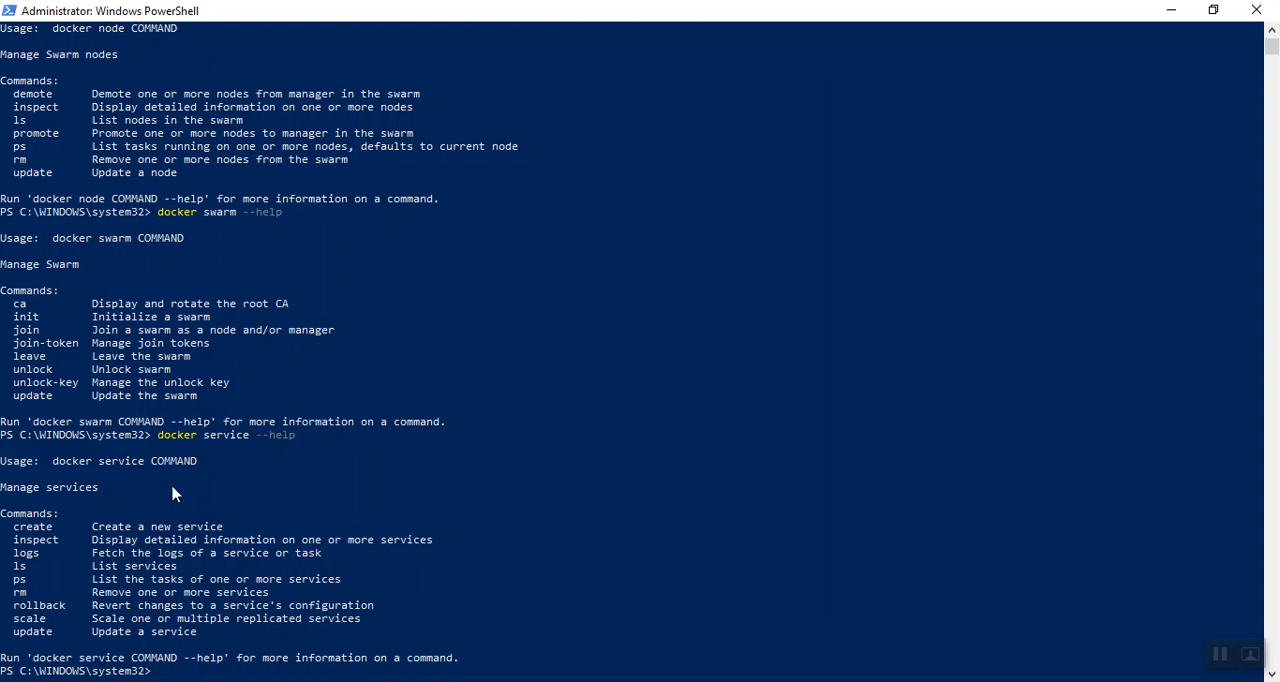 Administrator: Windows PowerShell
Usage:  docker node COMMAND
Manage Swarm nodes
Commands:
  demote      Demote one or more nodes from manager in the swarm
  inspect     Display detailed information on one or more nodes
  ls          List nodes in the swarm
  promote     Promote one or more nodes to manager in the swarm
  ps          List tasks running on one or more nodes, defaults to current node
  rm          Remove one or more nodes from the swarm
  update      Update a node
Run 'docker node COMMAND --help' for more information on a command.
PS C:\WINDOWS\system32> docker swarm --help
Usage:  docker swarm COMMAND
Manage Swarm
Commands:
  ca          Display and rotate the root CA
  init        Initialize a swarm
  join        Join a swarm as a node and/or manager
  join-token  Manage join tokens
  leave       Leave the swarm
  unlock      Unlock swarm
  unlock-key  Manage the unlock key
  update      Update the swarm
Run 'docker swarm COMMAND --help' for more information on a command.
PS C:\WINDOWS\system32> docker service --help
Usage:  docker service COMMAND
Manage services
Commands:
  create      Create a new service
  inspect     Display detailed information on one or more services
  logs        Fetch the logs of a service or task
  ls          List services
  ps          List the tasks of one or more services
  rm          Remove one or more services
  rollback    Revert changes to a service's configuration
  scale       Scale one or multiple replicated services
  update      Update a service
Run 'docker service COMMAND --help' for more information on a command.
PS C:\WINDOWS\system32>